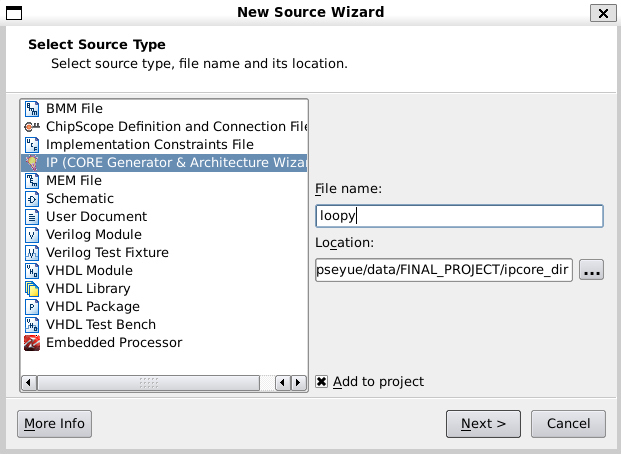 New Source Wizard
Select Source Type
Select source type, file name and its location.
BMM File
ChipScope Definition and Connection File
Implementation Constraints File
IP (CORE Generator & Architecture Wizar
MEM File
Schematic
User Document
Verilog Module
Verilog Test Fixture
VHDL Module
VHDL Library
VHDL Package
VHDL Test Bench
Embedded Processor
File name:
loopy
Location:
pseyue/data/FINAL_PROJECT/ipcore_dir
...
Add to project
More Info
Next >
Cancel